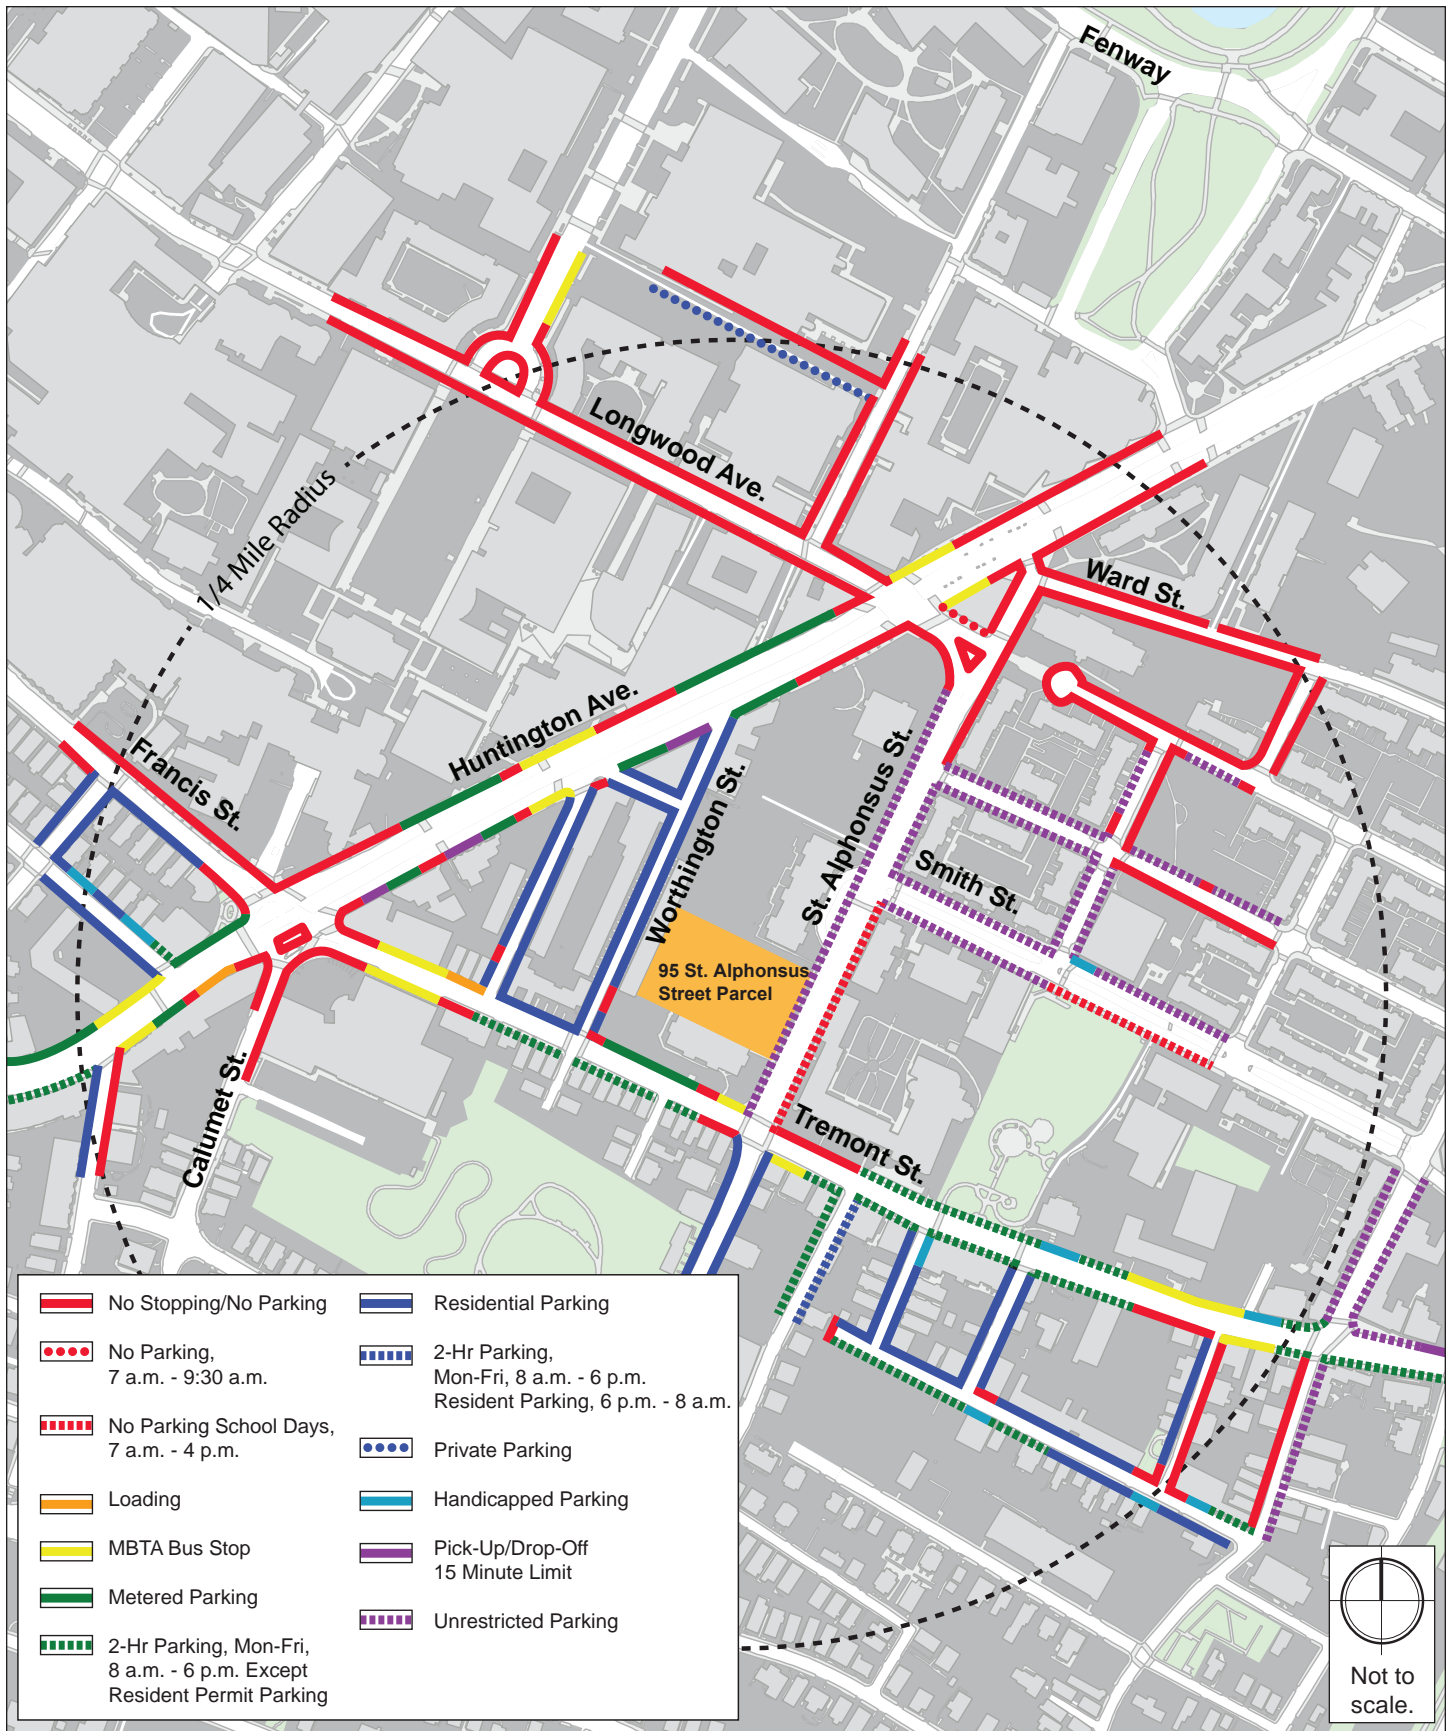 Fenway
Longwood Ave.
1/4 Mile Radius
Ward St.
Huntington Ave.
Francis St.
Worthington St.
St. Alphonsus St.
Smith St.
95 St. Alphonsus
Street Parcel
Calumet St.
Tremont St.
No Stopping/No Parking
No Parking,
7 a.m. - 9:30 a.m.
No Parking School Days,
7 a.m. - 4 p.m.
Loading
MBTA Bus Stop
Metered Parking
2-Hr Parking, Mon-Fri,
8 a.m. - 6 p.m. Except
Resident Permit Parking
Residential Parking
2-Hr Parking,
Mon-Fri, 8 a.m. - 6 p.m.
Resident Parking, 6 p.m. - 8 a.m.
Private Parking
Handicapped Parking
Pick-Up/Drop-Off
15 Minute Limit
Unrestricted Parking
Not to
scale.